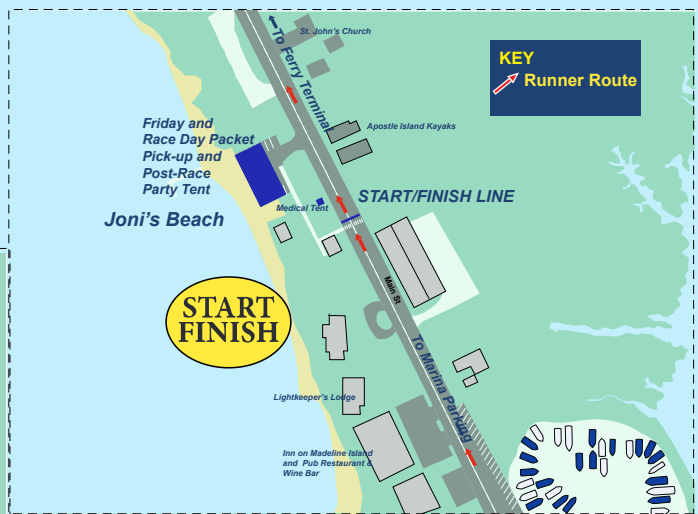 To Ferry Terminal
St. John's Church
KEY
Runner Route
Friday and
Race Day Packet
Pick-up and
Post-Race
Party Tent
Apostle Island Kayaks
Medical Tent
START/FINISH LINE
Joni's Beach
Main St
START
FINISH
To Marina Parking
Lightkeeper's Lodge
Inn on Madeline Island
and Pub Restaurant &
Wine Bar